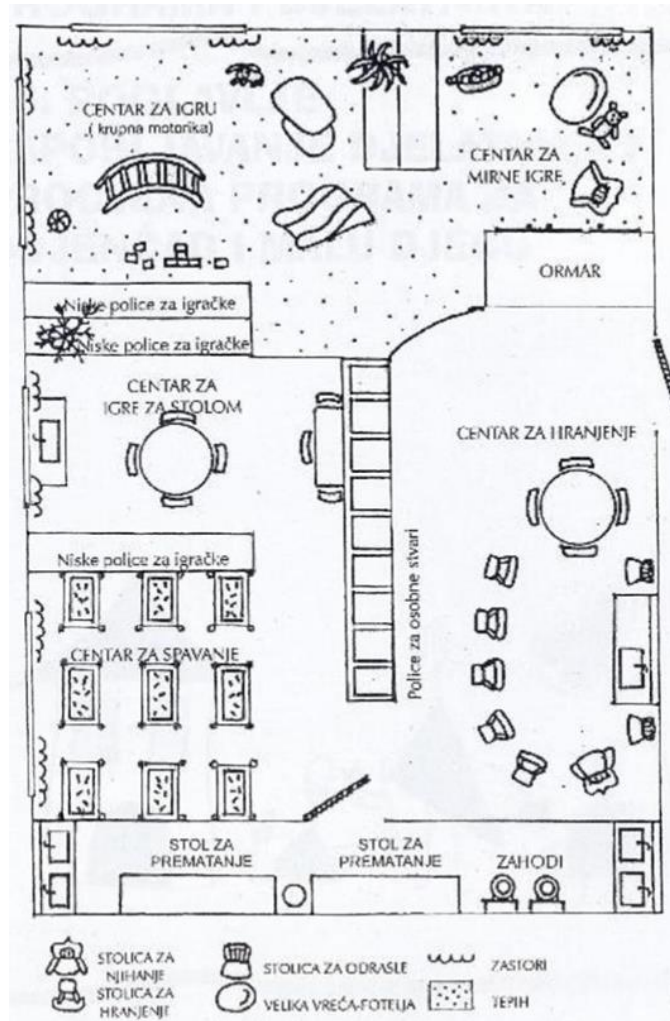 CENTAR ZA IGRU
( krupna motorika)
CENTAR ZA
MIRNE IGRE
ORMAR
Niske police za igračke
Niske police za igračke
CENTAR ZA
IGRE ZA STOLOM
CENTAR ZA HRANJENJE
Niske police za igračke
Police za osobne stvari
CENTAR ZA SPAVANJE
STOL ZA
PREMATANJE
STOL ZA
PREMATANJE
ZAHODI
STOLICA ZA
NJIHANJE
STOLICA ZA
HRANJENJE
STOLICA ZA ODRASLE
VELIKA VREĆA-FOTELJA
ZASTORI
TEPIH